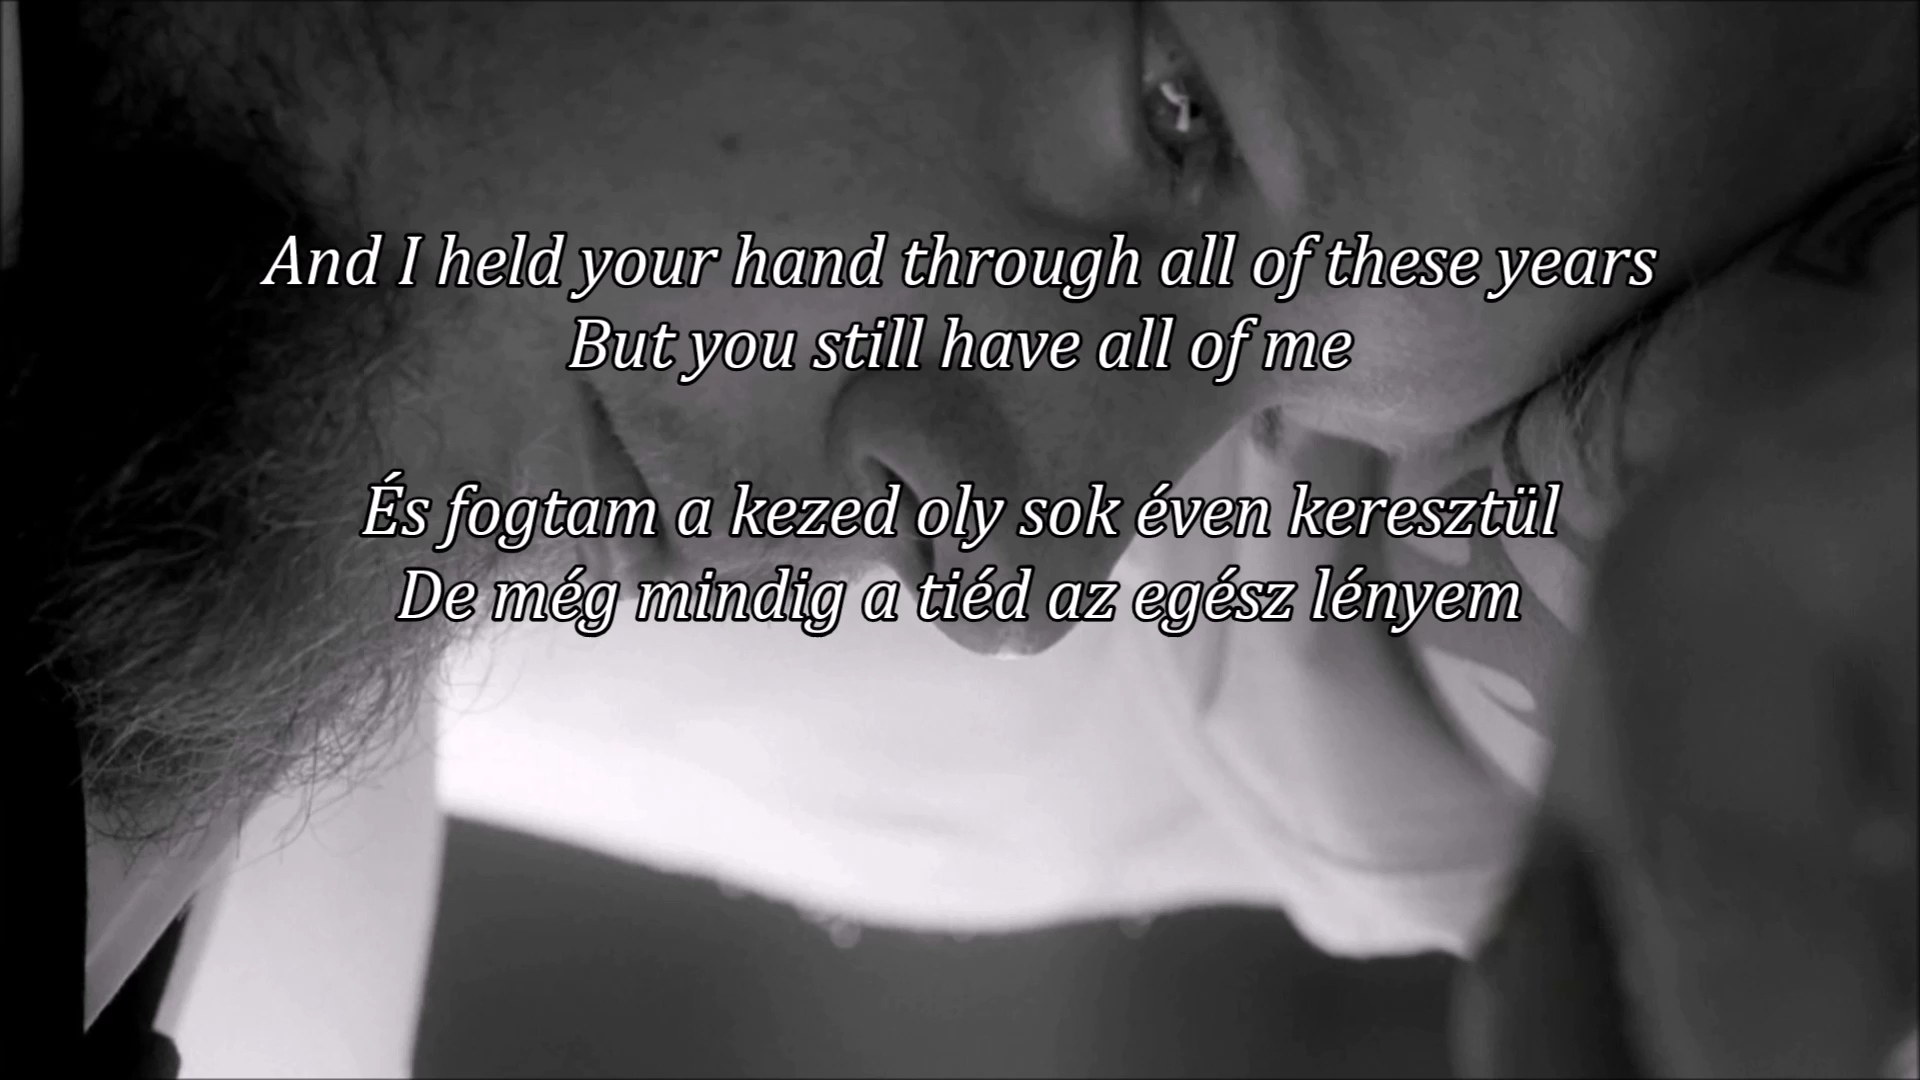 And I held your hand through all of these years
But you still have all of me
És fogtam a kezed oly sok éven keresztül
De még mindig a tiéd az egész lényem